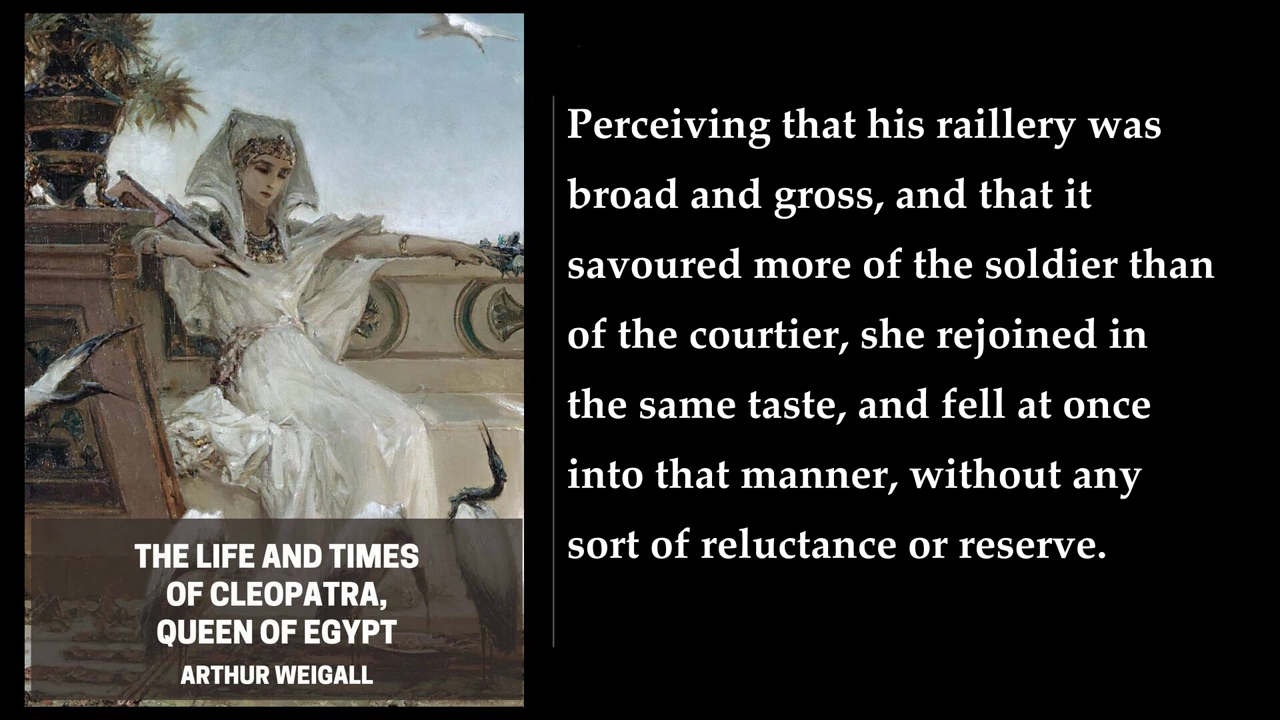 THE LIFE AND TIMES
OF CLEOPATRA,
QUEEN OF EGYPT
ARTHUR WEIGALL
Perceiving that his raillery was
broad and gross, and that it
savoured more of the soldier than
of the courtier, she rejoined in
the same taste, and fell at once
into that manner, without any
sort of reluctance or reserve.